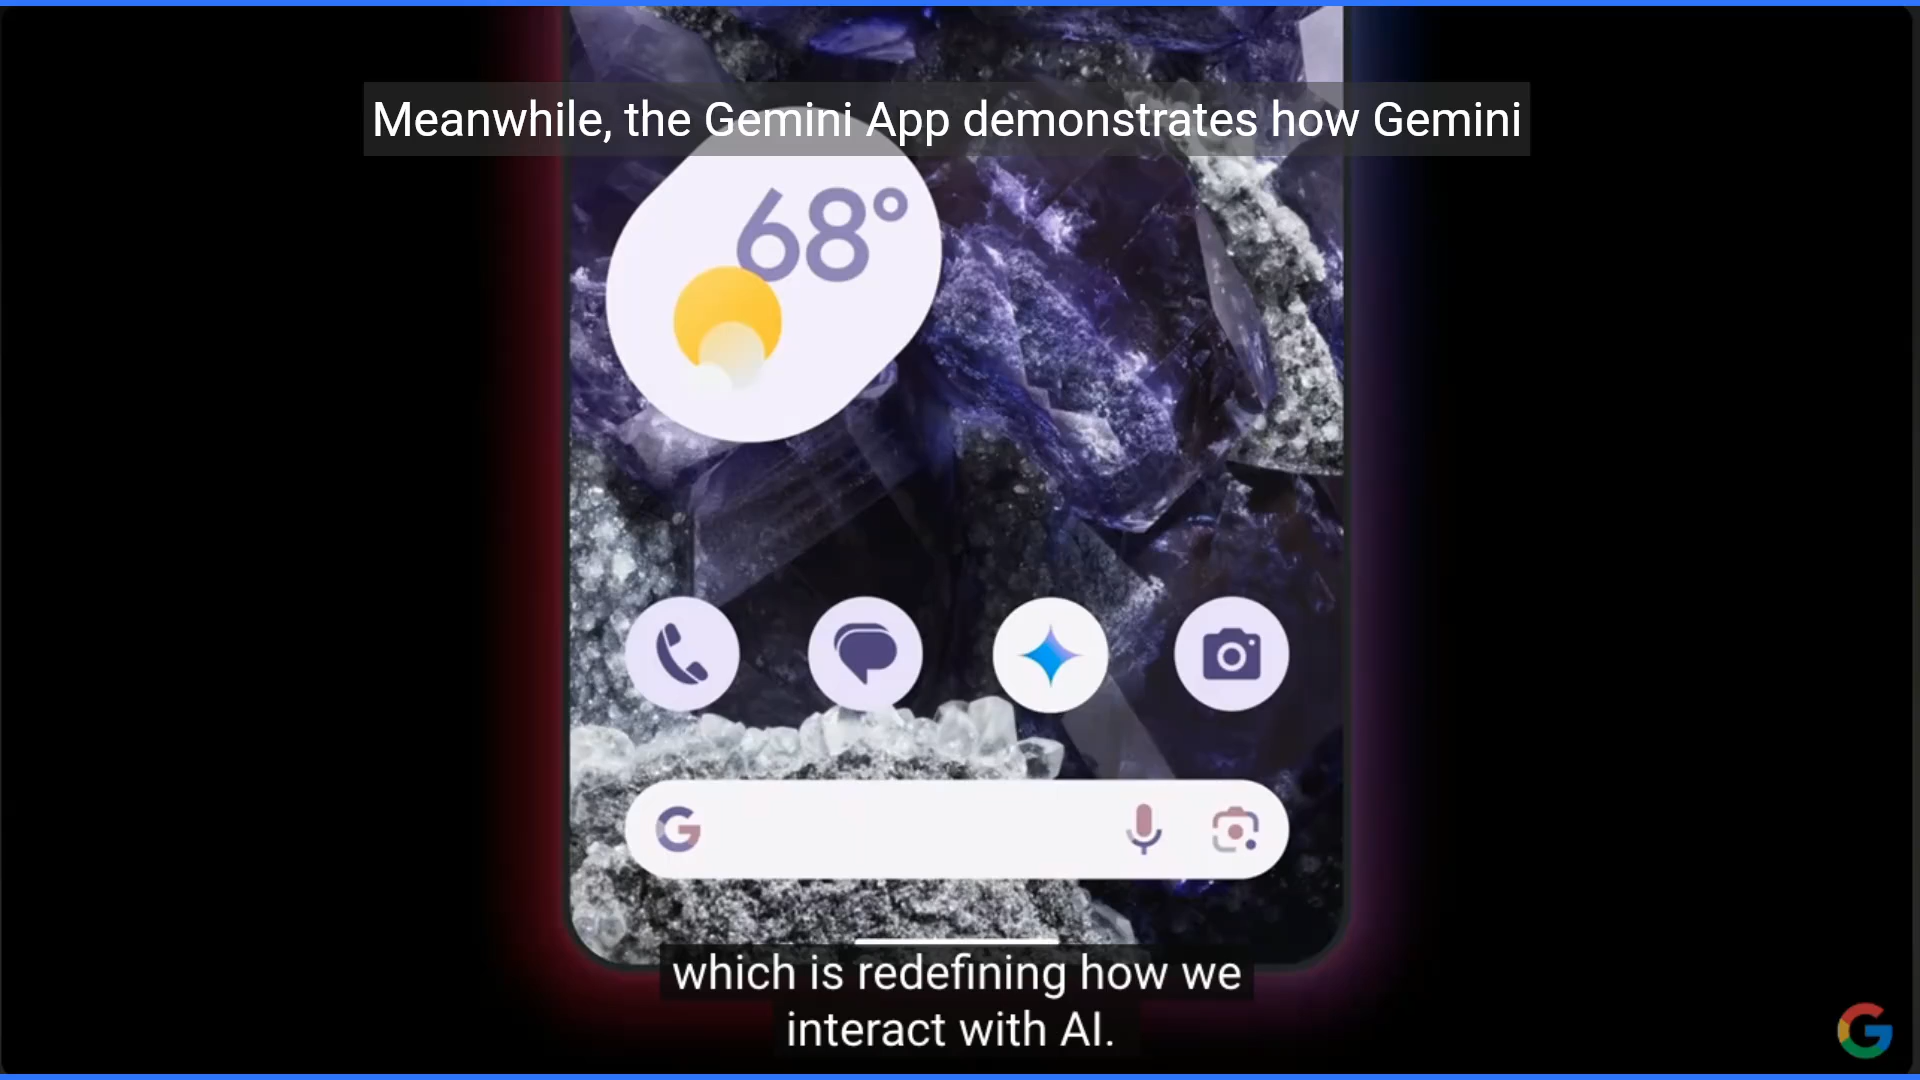 Meanwhile, the Gemini App demonstrates how Gemini
68°
which is redefining how we
interact with AI.